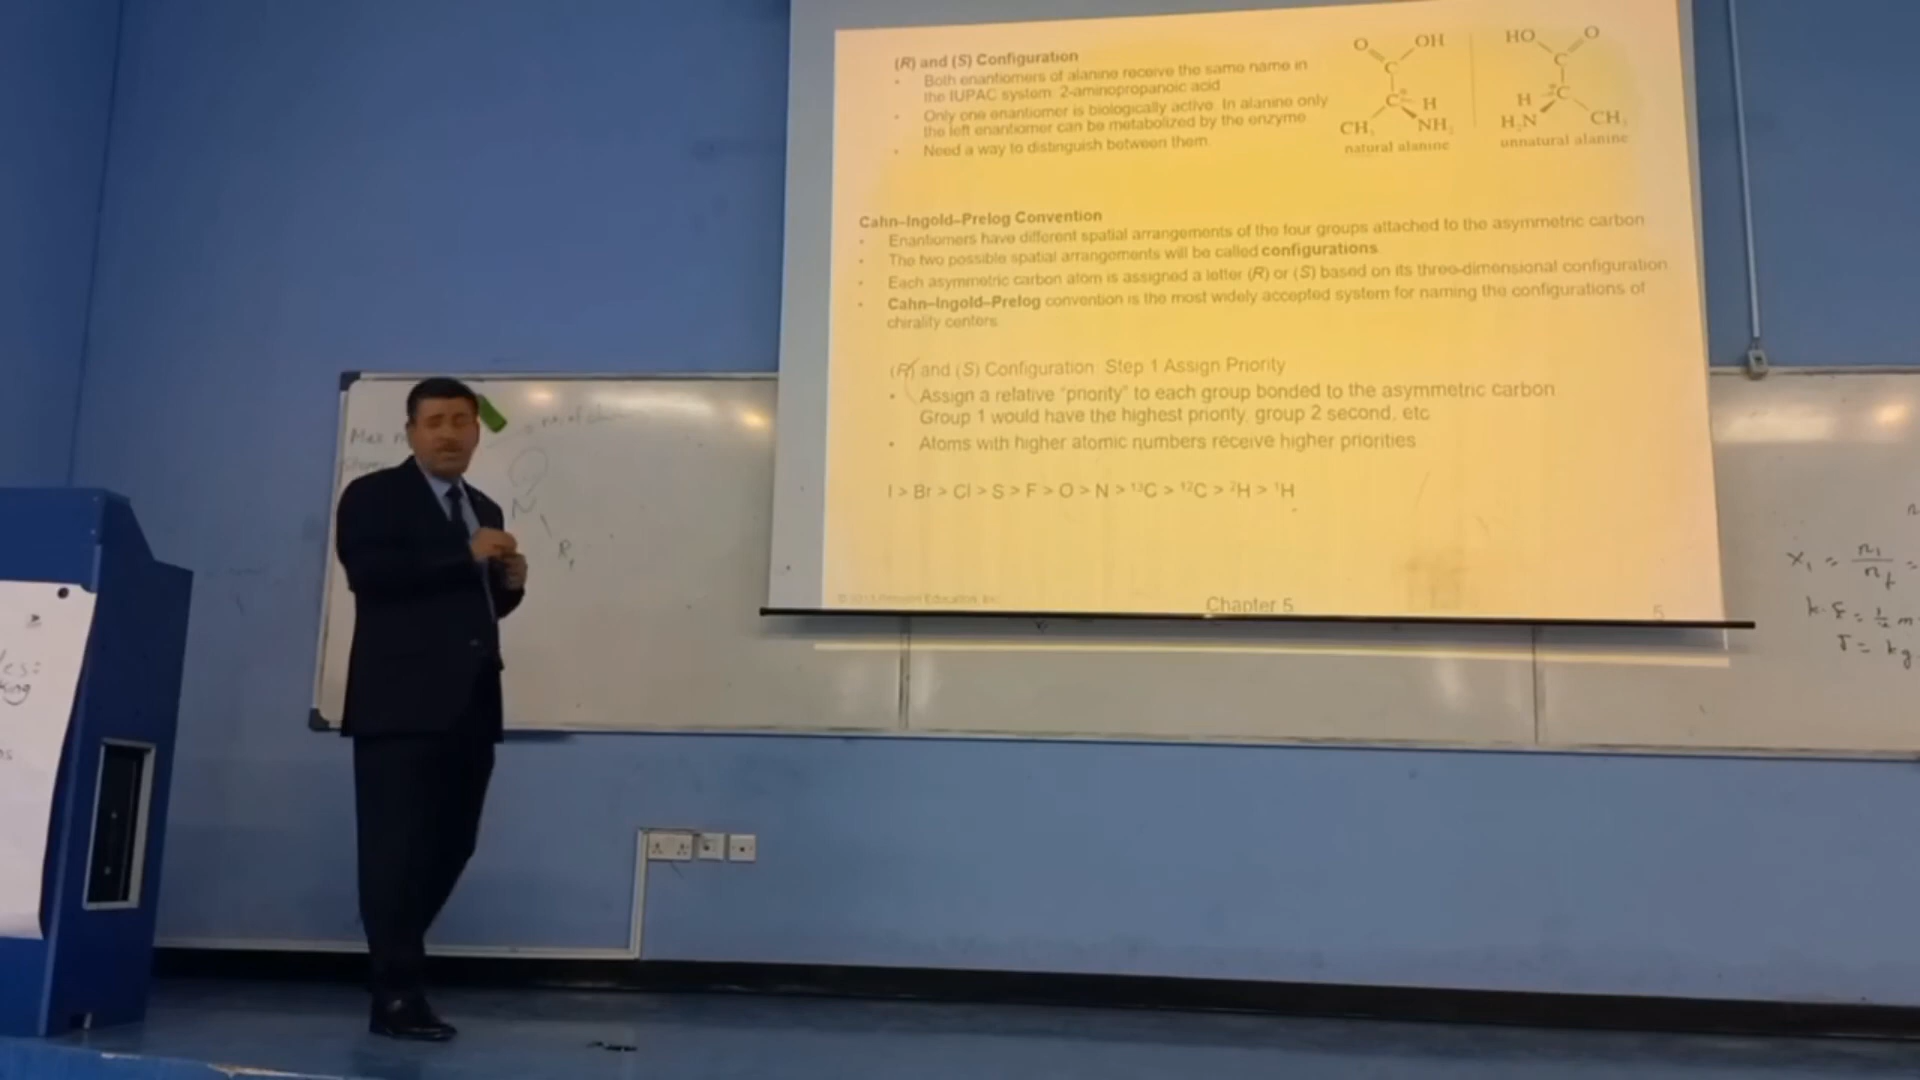 (R) and (S) Configuration
• Both enantiomers of alanine receive the same name in
the IUPAC system: 2-aminopropanoic acid
• Only one enantiomer is biologically active. In alanine only
the left enantiomer can be metabolized by the enzyme
• Need a way to distinguish between them.
O OH
C
C* H
CH₃ NH₂
natural alanine
HO O
C
H *C
H₂N CH₃
unnatural alanine
Cahn–Ingold–Prelog Convention
• Enantiomers have different spatial arrangements of the four groups attached to the asymmetric carbon
• The two possible spatial arrangements will be called configurations
• Each asymmetric carbon atom is assigned a letter (R) or (S) based on its three-dimensional configuration
• Cahn–Ingold–Prelog convention is the most widely accepted system for naming the configurations of
chirality centers
(R) and (S) Configuration: Step 1 Assign Priority
• Assign a relative "priority" to each group bonded to the asymmetric carbon
Group 1 would have the highest priority, group 2 second, etc
• Atoms with higher atomic numbers receive higher priorities
I > Br > Cl > S > F > O > N > ¹³C > ¹²C > ²H > ¹H
Chapter 5
5
Max
no. of
N
R₁
X₁ = n₁/n_t =
k.E = ½ m
J = kg